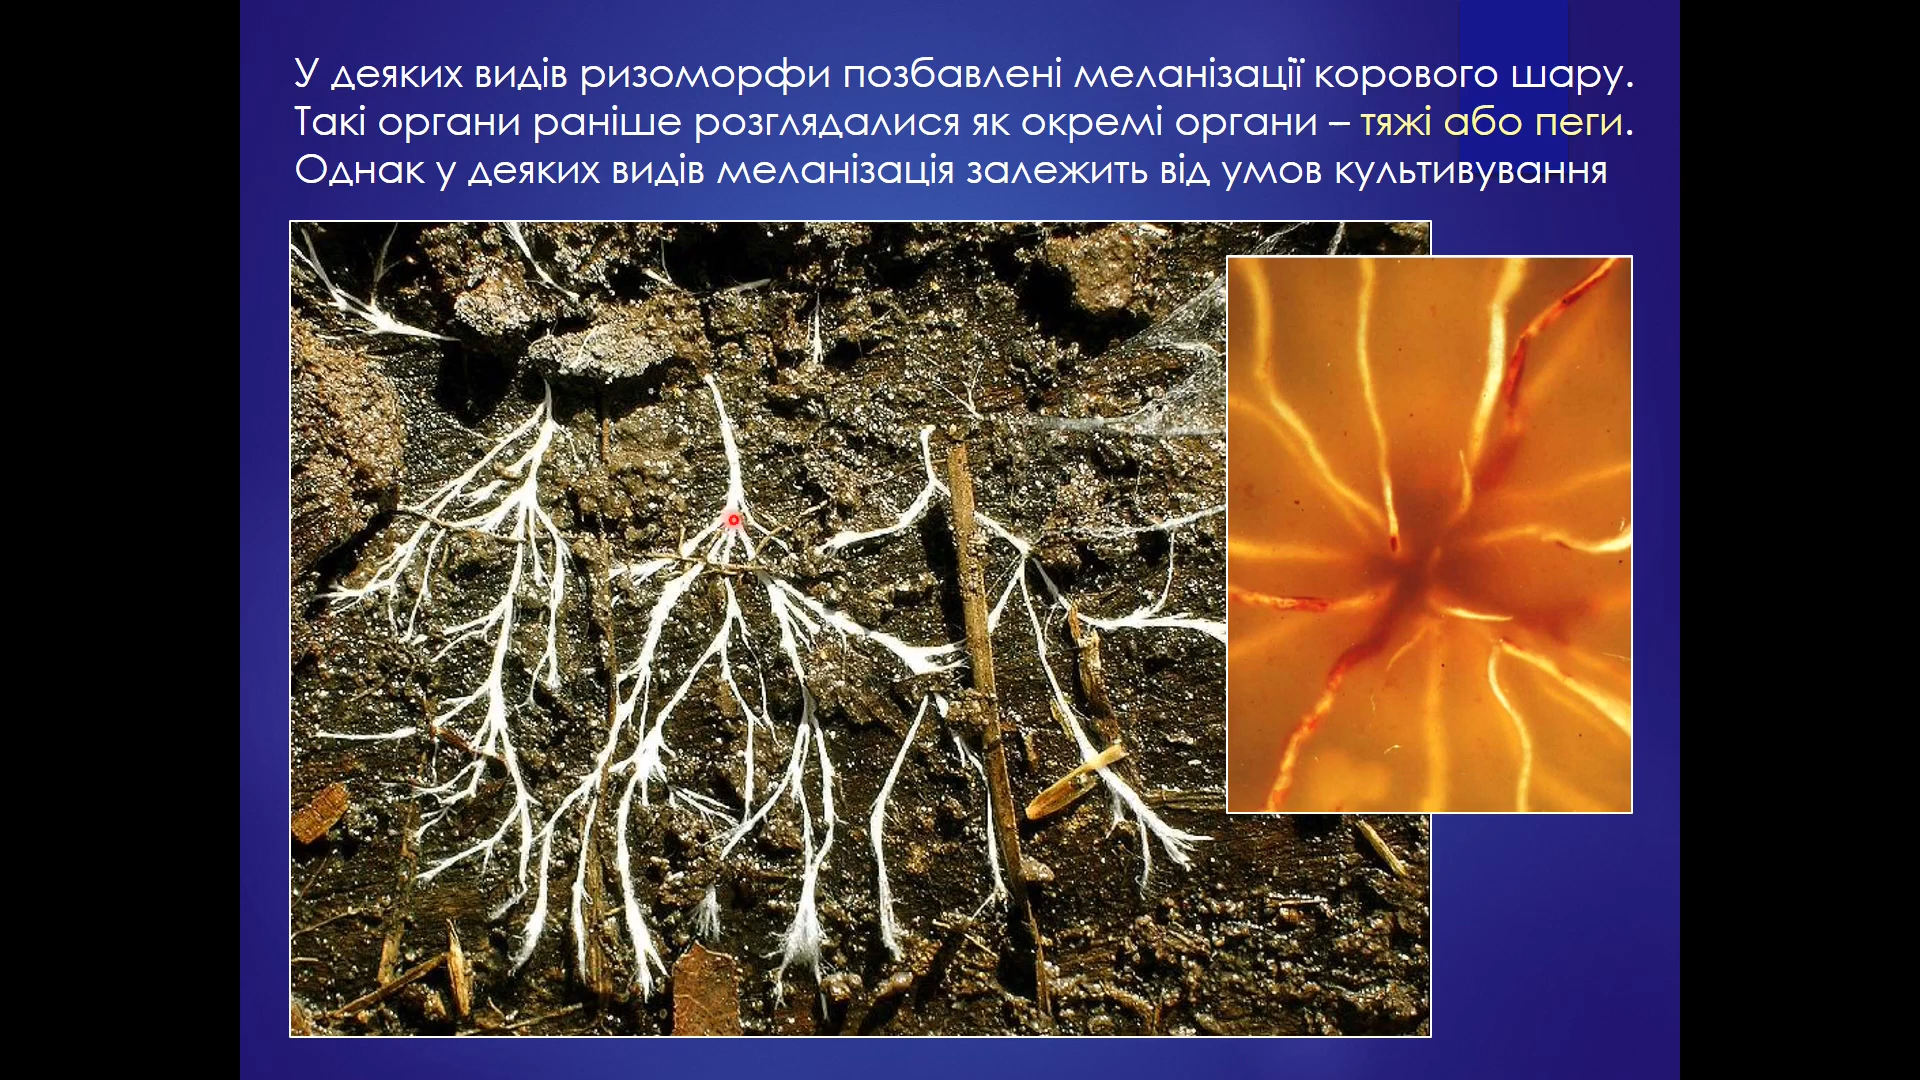 У деяких видів ризоморфи позбавлені меланізації корового шару.
Такі органи раніше розглядалися як окремі органи – тяжі або пеги.
Однак у деяких видів меланізація залежить від умов культивування